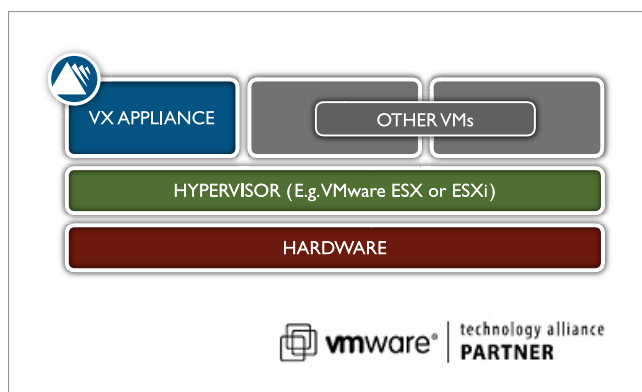 VX APPLIANCE
OTHER VMs
HYPERVISOR (E.g. VMware ESX or ESXi)
HARDWARE
vmware®
technology alliance
PARTNER